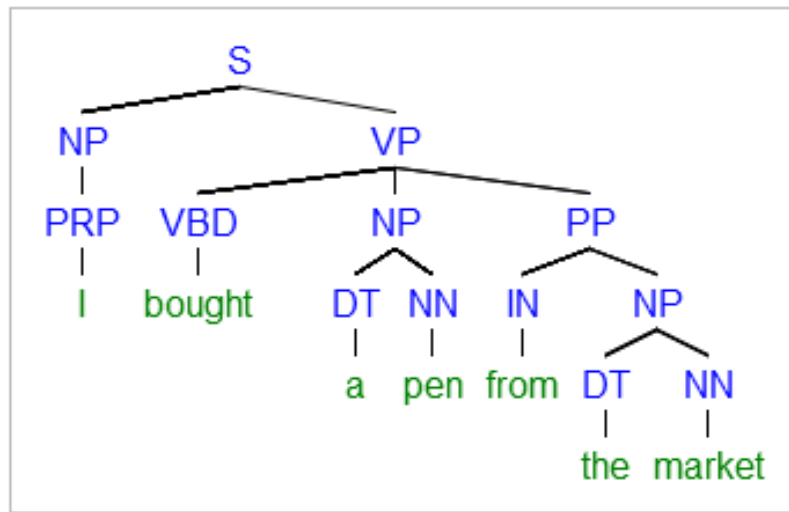 S
NP VP
PRP VBD NP PP
I bought DT NN IN NP
a pen from DT NN
the market